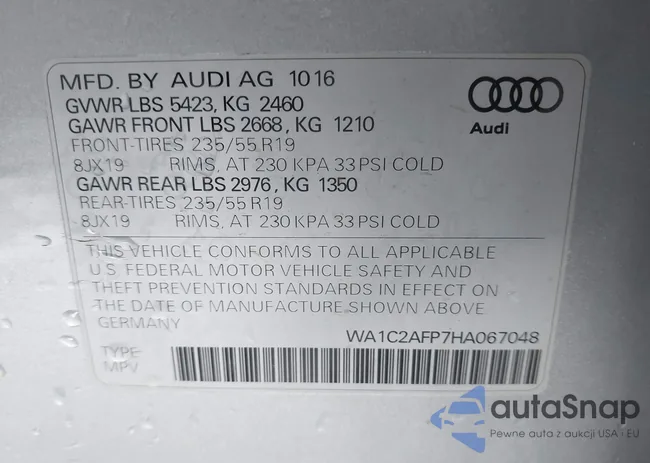 MFD. BY AUDI AG 1016
GVWR LBS 5423, KG 2460
GAWR FRONT LBS 2668, KG 1210
FRONT-TIRES 235/55 R19
8JX19 RIMS, AT 230 KPA 33 PSI COLD
GAWR REAR LBS 2976, KG 1350
REAR-TIRES 235/55 R19
8JX19 RIMS, AT 230 KPA 33 PSI COLD
Audi
THIS VEHICLE CONFORMS TO ALL APPLICABLE
U.S. FEDERAL MOTOR VEHICLE SAFETY AND
THEFT PREVENTION STANDARDS IN EFFECT ON
THE DATE OF MANUFACTURE SHOWN ABOVE
GERMANY
WA1C2AFP7HA067048
TYPE
MPV
autaSnap
Pewne auta z aukcji USA i EU